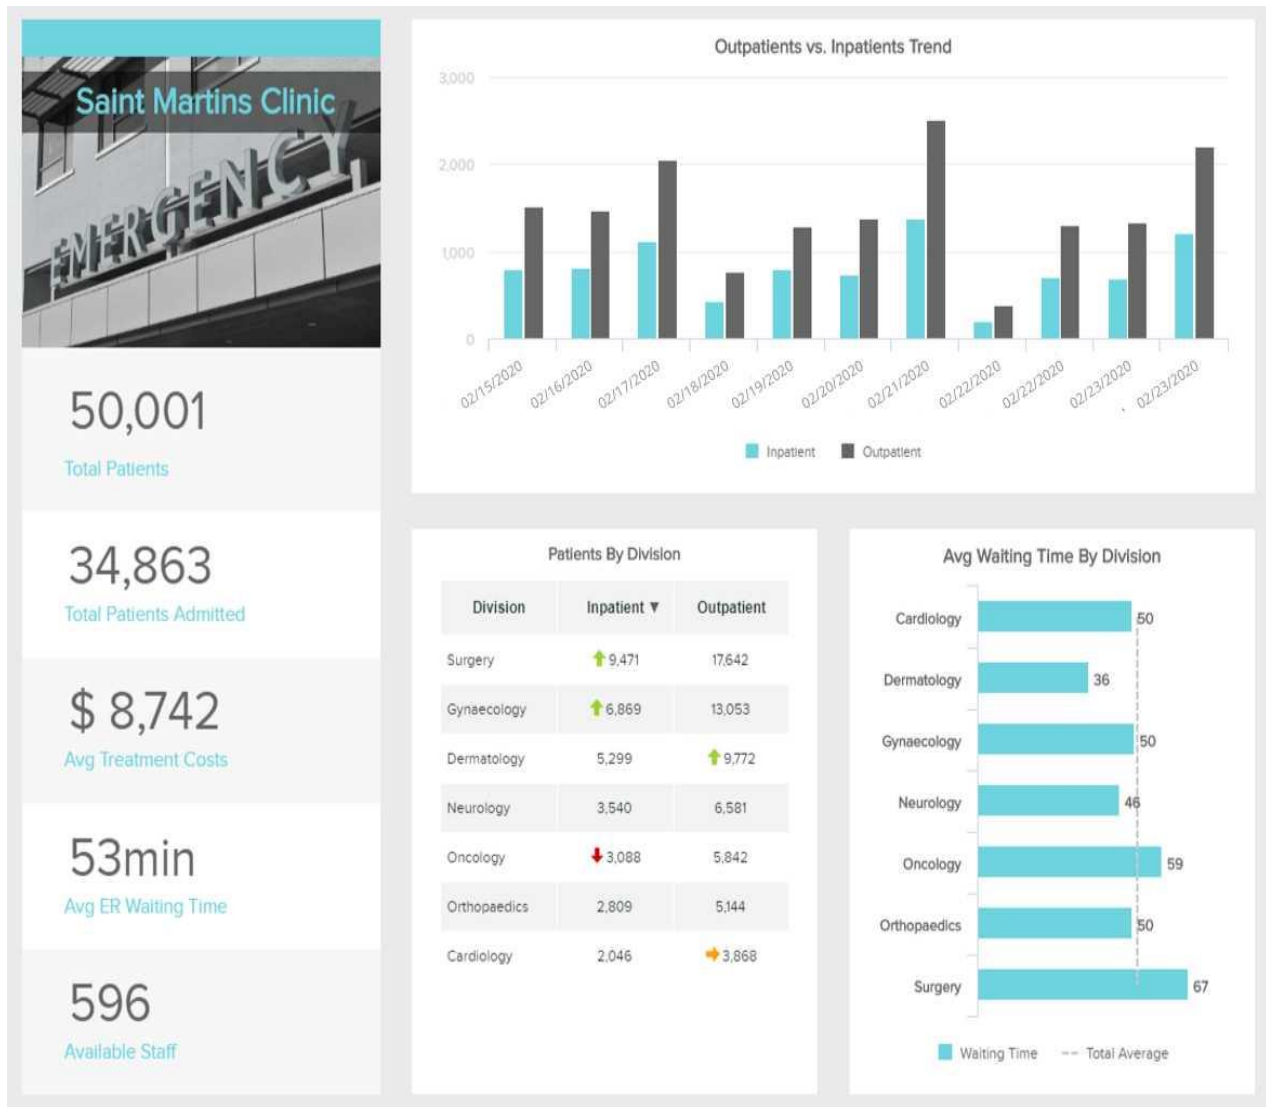 Saint Martins Clinic
EMERGENCY
50,001
Total Patients
34,863
Total Patients Admitted
$ 8,742
Avg Treatment Costs
53min
Avg ER Waiting Time
596
Available Staff
Outpatients vs. Inpatients Trend
3,000
2,000
1,000
0
02/15/2020 02/16/2020 02/17/2020 02/18/2020 02/19/2020 02/20/2020 02/21/2020 02/22/2020 02/22/2020 02/23/2020 02/23/2020
Inpatient Outpatient
Patients By Division
Division Inpatient ▼ Outpatient
Surgery 9,471 17,642
Gynaecology 6,869 13,053
Dermatology 5,299 9,772
Neurology 3,540 6,581
Oncology 3,088 5,842
Orthopaedics 2,809 5,144
Cardiology 2,046 3,868
Avg Waiting Time By Division
Cardiology 50
Dermatology 36
Gynaecology 50
Neurology 46
Oncology 59
Orthopaedics 50
Surgery 67
Waiting Time -- Total Average